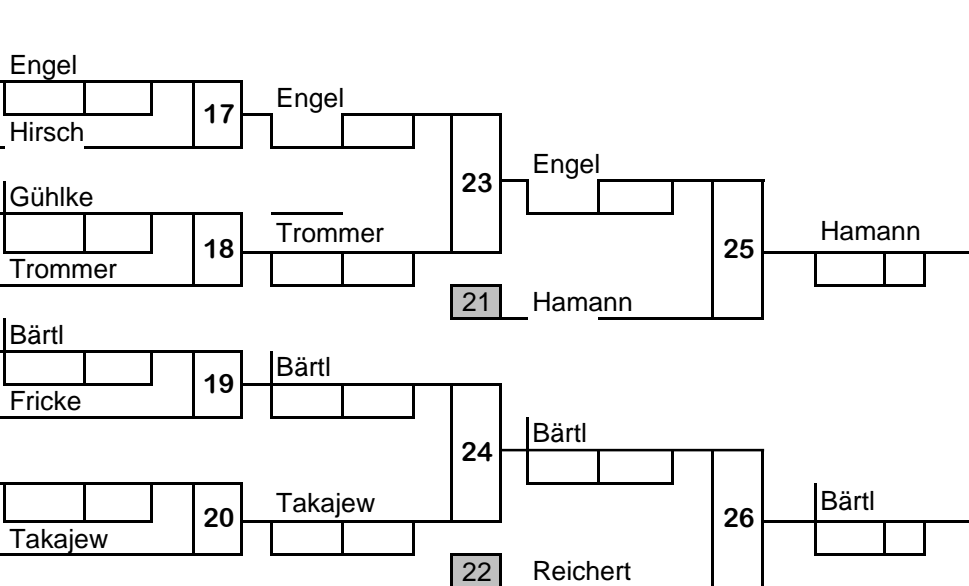 Engel
Engel
17
Hirsch
Engel
23
Gühlke
Hamann
Trommer
18
25
Trommer
21
Hamann
Bärtl
Bärtl
19
Fricke
Bärtl
24
Takajew
Bärtl
20
26
Takajew
22
Reichert